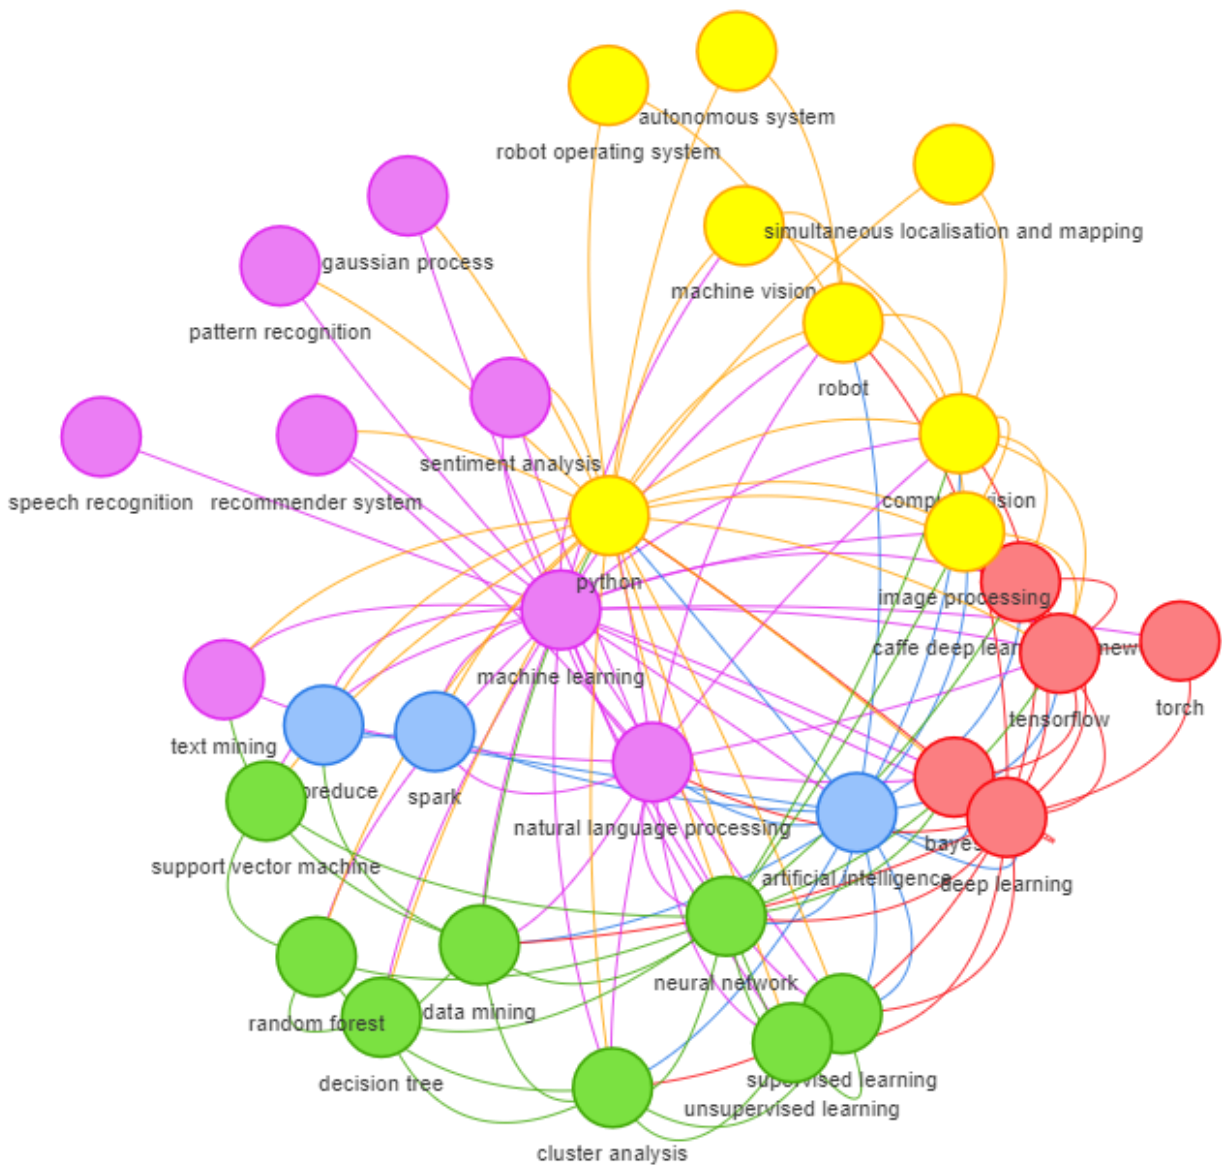 autonomous system
robot operating system
simultaneous localisation and mapping
gaussian process
machine vision
pattern recognition
robot
sentiment analysis
speech recognition
recommender system
python
image processing
caffe deep
machine learning
torch
tensorflow
text mining
spark
natural language processing
support vector machine
artificial intelligence
deep learning
neural network
data mining
random forest
decision tree
supervised learning
unsupervised learning
cluster analysis